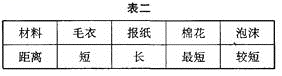 表二
材料 毛衣 报纸 棉花 泡沫
距离 短 长 最短 较短